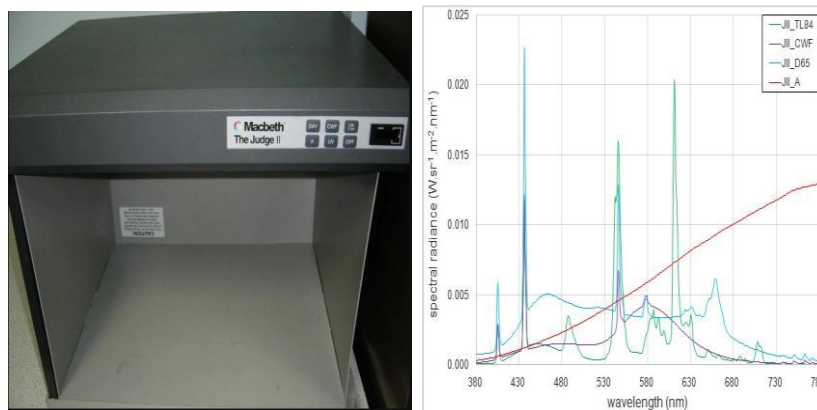 Macbeth
The Judge II
DAY
CWF
A
UV
OFF
CAUTION
0.025
0.020
0.015
0.010
0.005
0.000
spectral radiance (W.sr⁻¹.m⁻².nm⁻¹)
JII_TL84
JII_CWF
JII_D65
JII_A
380 430 480 530 580 630 680 730
wavelength (nm)